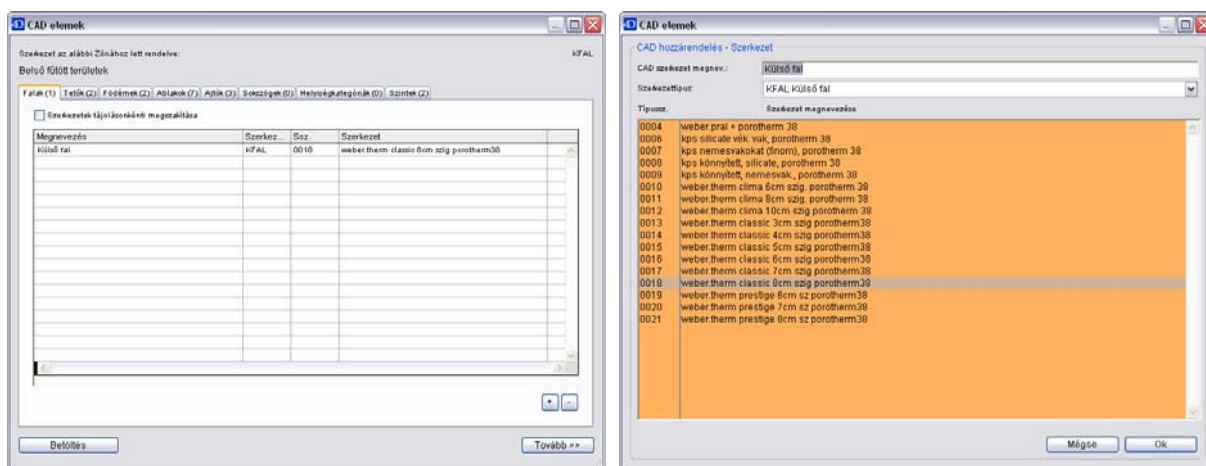 CAD elemek
Szerkezet az alábbi Zónához lett rendelve: KFAL
Belső fűtött területek
Falak (1) Tetők (2) Födémek (2) Ablakok (7) Ajtók (3) Sokszögek (0) Helyiségkategóriák (0) Szintek (2)
Szerkezetek tájolásonkénti megszakítása
Megnevezés Szerkez... Ssz. Szerkezet
Külső fal KFAL 0018 weber.therm classic 8cm szig porotherm38
+ -
Betöltés Tovább >>
CAD elemek
CAD hozzárendelés - Szerkezet
CAD szerkezet megnev.: Külső fal
Szerkezettípus: KFAL Külső fal
Típussz. Szerkezet megnevezése
0004 weber.pral + porotherm 38
0006 kps silicate vék. vak, porotherm 38
0007 kps nemesvakokat (finom), porotherm 38
0008 kps könnyített, silicate, porotherm 38
0009 kps könnyített, nemesvak., porotherm 38
0010 weber.therm clima 6cm szig. porotherm 38
0011 weber.therm clima 8cm szig. porotherm 38
0012 weber.therm clima 10cm szig porotherm 38
0013 weber.therm classic 3cm szig porotherm38
0014 weber.therm classic 4cm szig porotherm38
0015 weber.therm classic 5cm szig porotherm38
0016 weber.therm classic 6cm szig porotherm38
0017 weber.therm classic 7cm szig porotherm38
0018 weber.therm classic 8cm szig porotherm38
0019 weber.therm prestige 6cm sz porotherm38
0020 weber.therm prestige 7cm sz porotherm38
0021 weber.therm prestige 8cm sz porotherm38
Mégse Ok